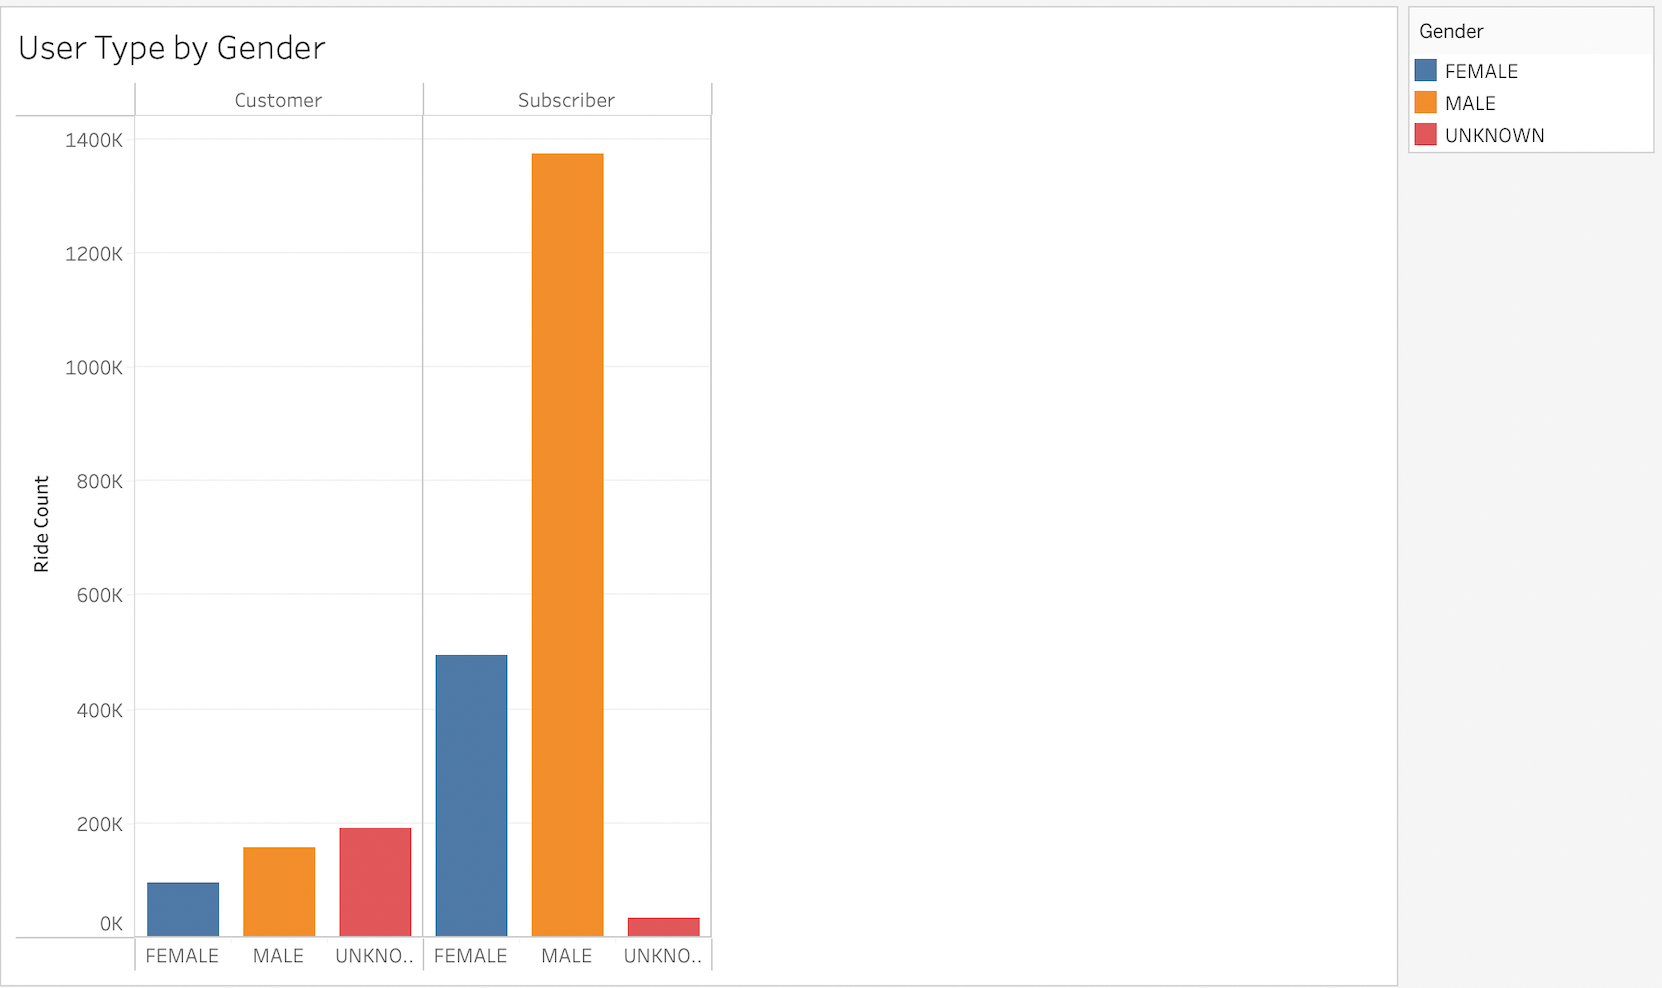 User Type by Gender
Customer
Subscriber
1400K
1200K
1000K
800K
600K
400K
200K
0K
Ride Count
FEMALE
MALE
UNKNO..
FEMALE
MALE
UNKNO..
Gender
FEMALE
MALE
UNKNOWN